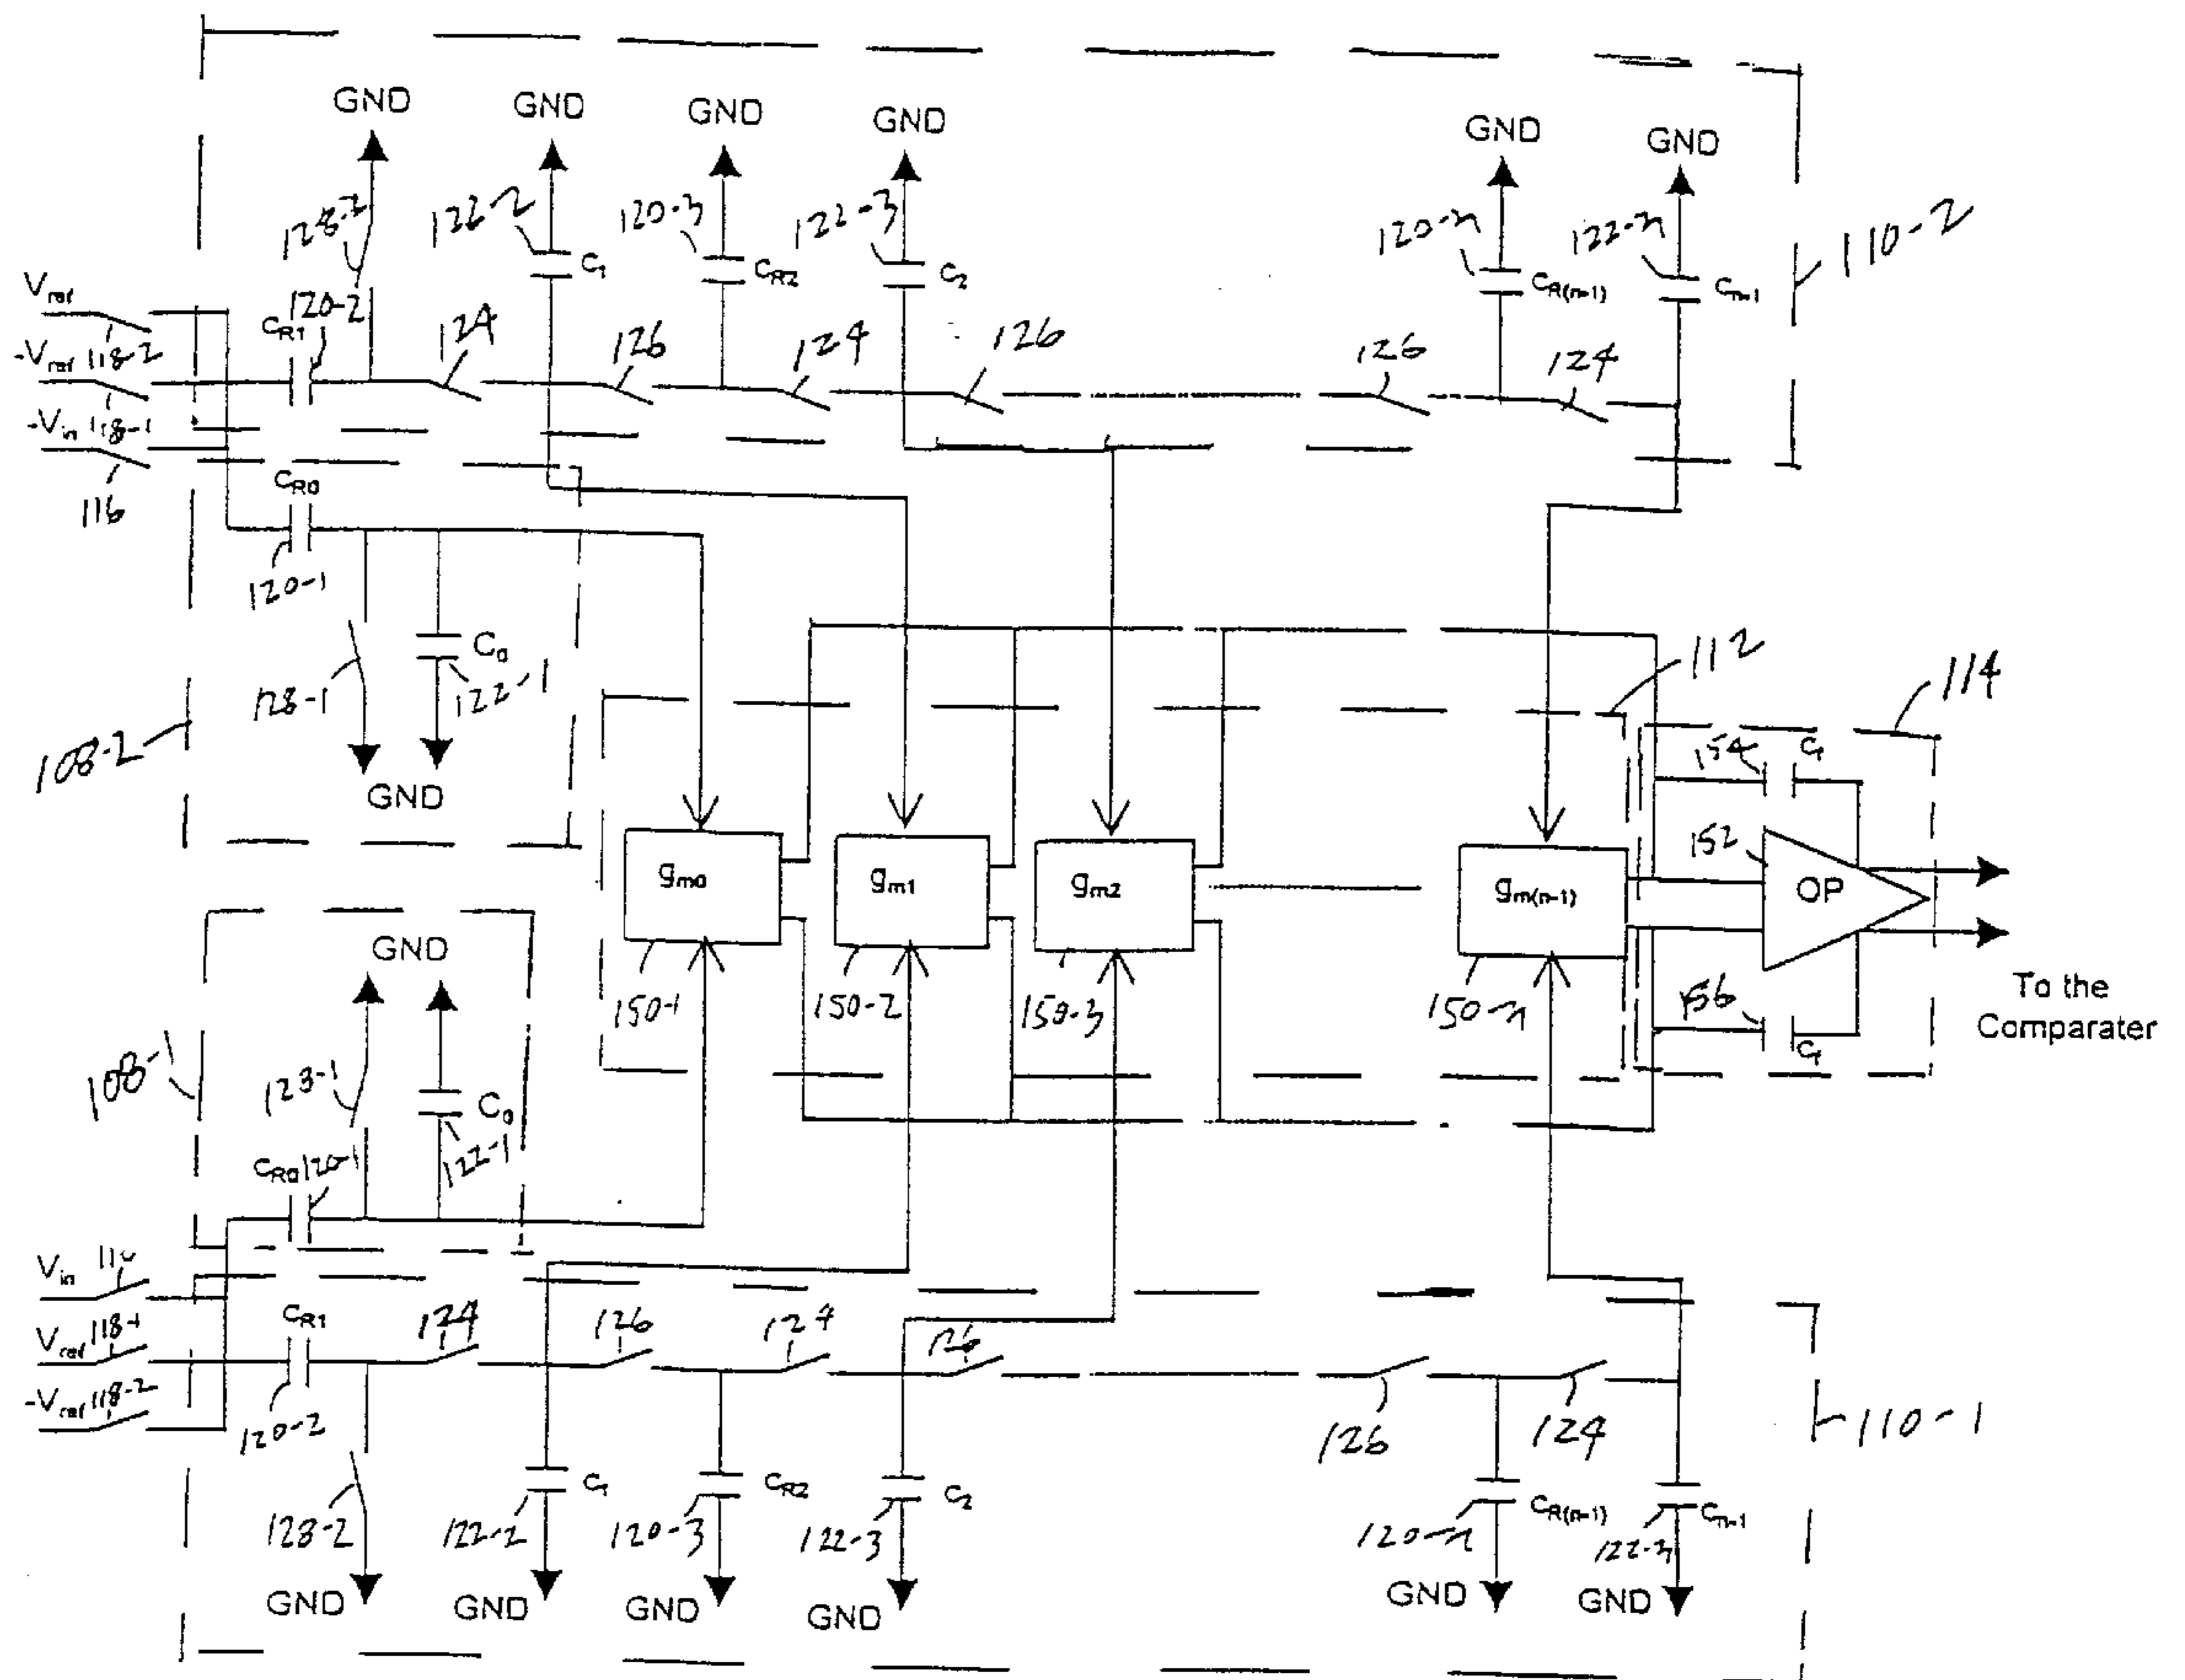 GND
GND
GND
GND
GND
GND
128-2
122-2
120-3
122-3
120-n
122-n
110-2
C1
CR2
C2
CR(n-1)
Cn-1
Vref
118-2
-Vref
118-1
-Vin
116
CR1
120-2
124
126
124
126
126
124
CR0
120-1
128-1
C0
122-1
GND
108-2
112
114
154
152
OP
gm0
gm1
gm2
gm(n-1)
150-1
150-2
150-3
150-n
156
To the
Comparater
GND
108-1
128-1
C0
122-1
CR0
120-1
Vin
Vref
118-1
-Vref
118-2
CR1
120-2
124
126
124
126
126
124
110-1
128-2
122-2
C1
120-3
CR2
122-3
C2
120-n
CR(n-1)
122-n
Cn-1
GND
GND
GND
GND
GND
GND